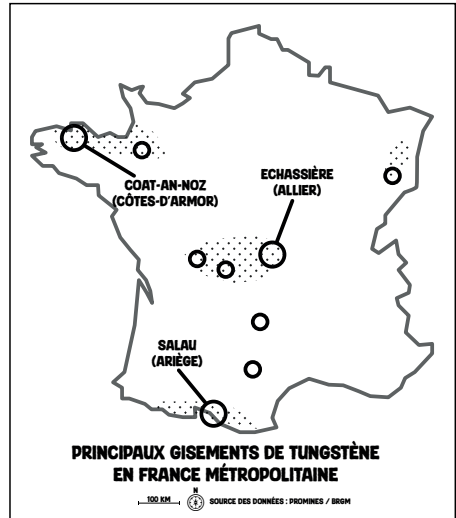 COAT-AN-NOZ
(CÔTES-D'ARMOR)
ECHASSIÈRE
(ALLIER)
SALAU
(ARIÈGE)
PRINCIPAUX GISEMENTS DE TUNGSTÈNE
EN FRANCE MÉTROPOLITAINE
100 KM
N
SOURCE DES DONNÉES : PROMINES / BRGM